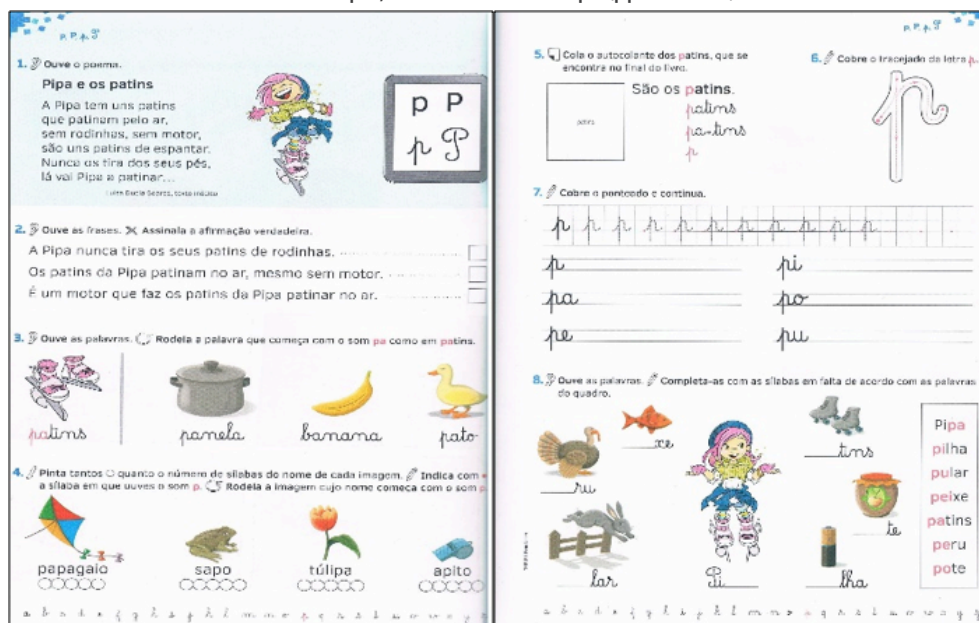 p, P, p, P
1. Ouve o poema.
Pipa e os patins
A Pipa tem uns patins
que patinam pelo ar,
sem rodinhas, sem motor,
são uns patins de espantar.
Nunca os tira dos seus pés,
lá vai Pipa a patinar...
p P
p P
2. Ouve as frases. Assinala a afirmação verdadeira.
A Pipa nunca tira os seus patins de rodinhas.
Os patins da Pipa patinam no ar, mesmo sem motor.
É um motor que faz os patins da Pipa patinar no ar.
3. Ouve as palavras. Rodeia a palavra que começa com o som pa como em patins.
patins
panela
banana
pato
4. Pinta tantos quanto o número de sílabas do nome de cada imagem. Indica com
a sílaba em que ouves o som p. Rodeia a imagem cujo nome começa com o som p
papagaio
sapo
túlipa
apito
p, P, p, P
5. Cola o autocolante dos patins, que se
encontra no final do livro.
São os patins.
patins
pa-tins
p
6. Cobre o tracejado da letra p.
p
7. Cobre o ponteado e continua.
p p p p p p p p p p p
p pi
pa po
pe pu
8. Ouve as palavras. Completa-as com as sílabas em falta de acordo com as palavras
do quadro.
___xe
___ru
___tins
___te
___lar
Pi___
___lha
Pipa
pilha
pular
peixe
patins
peru
pote